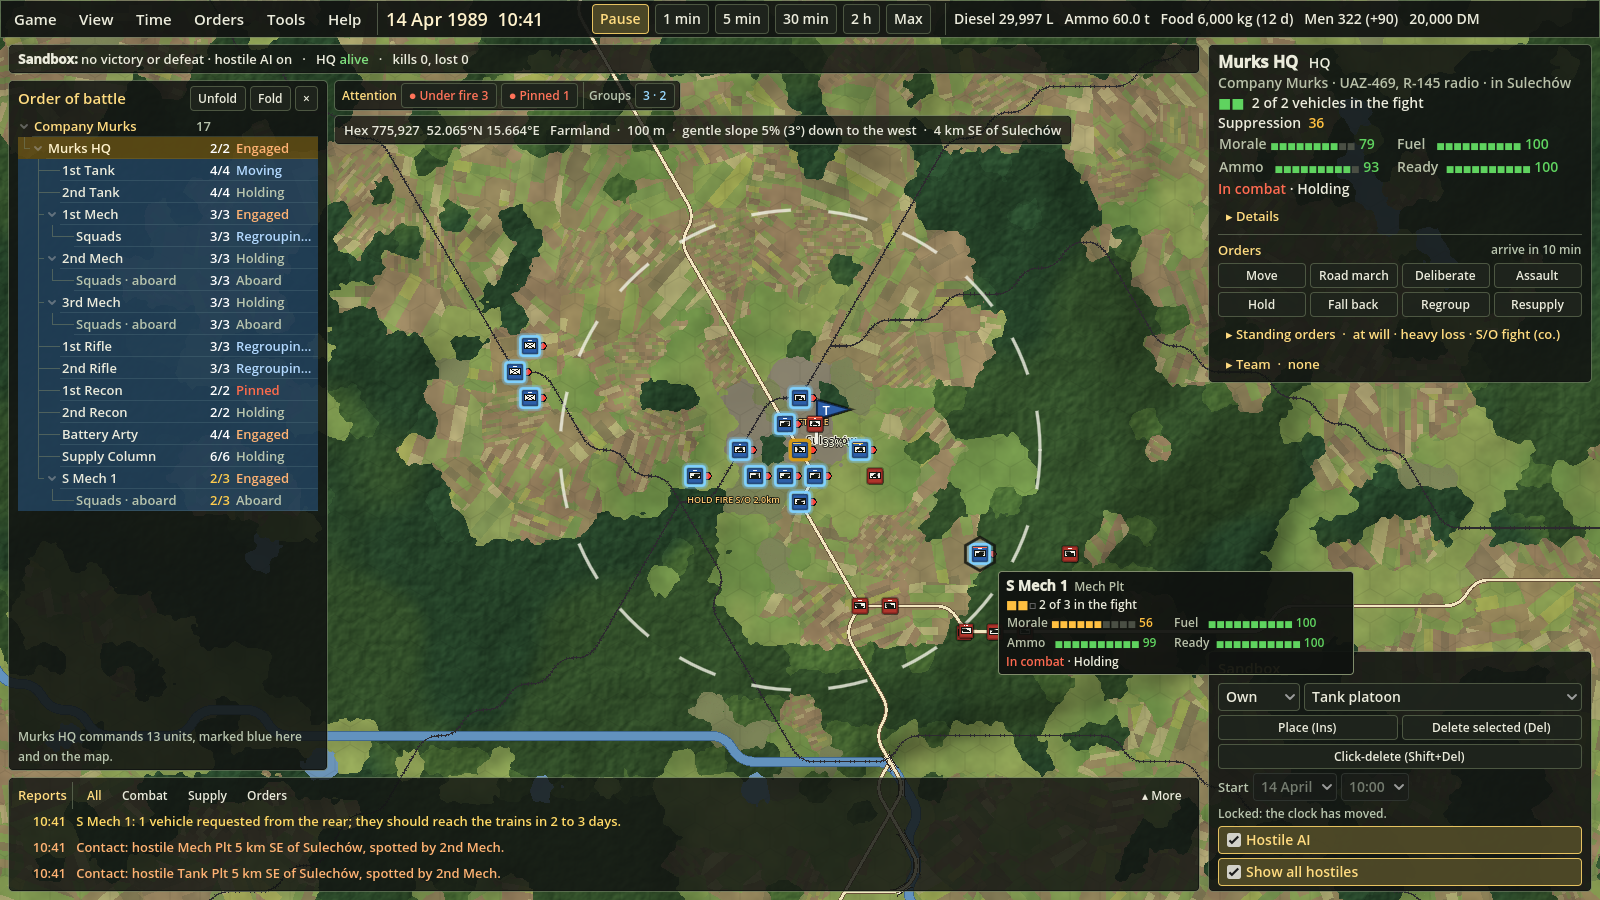 Game View Time Orders Tools Help 14 Apr 1989 10:41 Pause 1 min 5 min 30 min 2 h Max Diesel 29,997 L Ammo 60.0 t Food 6,000 kg (12 d) Men 322 (+90) 20,000 DM
Sandbox: no victory or defeat · hostile AI on · HQ alive · kills 0, lost 0
Order of battle Unfold Fold ×
Company Murks 17
Murks HQ 2/2 Engaged
1st Tank 4/4 Moving
2nd Tank 4/4 Holding
1st Mech 3/3 Engaged
Squads 3/3 Regroupin...
2nd Mech 3/3 Holding
Squads · aboard 3/3 Aboard
3rd Mech 3/3 Holding
Squads · aboard 3/3 Aboard
1st Rifle 3/3 Regroupin...
2nd Rifle 3/3 Regroupin...
1st Recon 2/2 Pinned
2nd Recon 2/2 Holding
Battery Arty 4/4 Engaged
Supply Column 6/6 Holding
S Mech 1 2/3 Engaged
Squads · aboard 2/3 Aboard
Murks HQ commands 13 units, marked blue here
and on the map.
Attention • Under fire 3 • Pinned 1 Groups 3 · 2
Hex 775,927 52.065°N 15.664°E Farmland · 100 m · gentle slope 5% (3°) down to the west · 4 km SE of Sulechów
T
HOLD FIRE S/O 2.0km
S Mech 1 Mech Plt
2 of 3 in the fight
Morale 56 Fuel 100
Ammo 99 Ready 100
In combat · Holding
Murks HQ HQ
Company Murks · UAZ-469, R-145 radio · in Sulechów
2 of 2 vehicles in the fight
Suppression 36
Morale 79 Fuel 100
Ammo 93 Ready 100
In combat · Holding
▸ Details
Orders arrive in 10 min
Move Road march Deliberate Assault
Hold Fall back Regroup Resupply
▸ Standing orders · at will · heavy loss · S/O fight (co.)
▸ Team · none
Sandbox
Own Tank platoon
Place (Ins) Delete selected (Del)
Click-delete (Shift+Del)
Start 14 April 10:00
Locked: the clock has moved.
Hostile AI
Show all hostiles
Reports All Combat Supply Orders ▴ More
10:41 S Mech 1: 1 vehicle requested from the rear; they should reach the trains in 2 to 3 days.
10:41 Contact: hostile Mech Plt 5 km SE of Sulechów, spotted by 2nd Mech.
10:41 Contact: hostile Tank Plt 5 km SE of Sulechów, spotted by 2nd Mech.